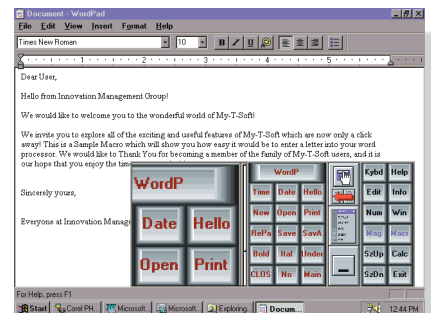 Document - WordPad
File Edit View Insert Format Help
Times New Roman 10 B I U
1 2 3 4 5
Dear User,
Hello from Innovation Management Group!
We would like to welcome you to the wonderful world of My-T-Soft!
We invite you to explore all of the exciting and useful features of My-T-Soft which are now only a click
away! This is a Sample Macro which will you how easy it would be to enter a letter into your word
processor. We would like to Thank You for becoming a member of the family of My-T-Soft users, and it is
our hope that you enjoy the time
Sincerely yours,
Everyone at Innovation Manage
WordP
Date Hello
Open Print
WordP
Time Date Hello
New Open Print
RePa Save SavA
Bold Ital Under
CLOS No Main
Kybd Help
Edit Info
Num Win
Mag Macr
SzUp Calc
SzDn Exit
For Help, press F1
Start Corel PH.. Microsoft.. Microsoft.. Exploring.. Docum... 12:44 PM